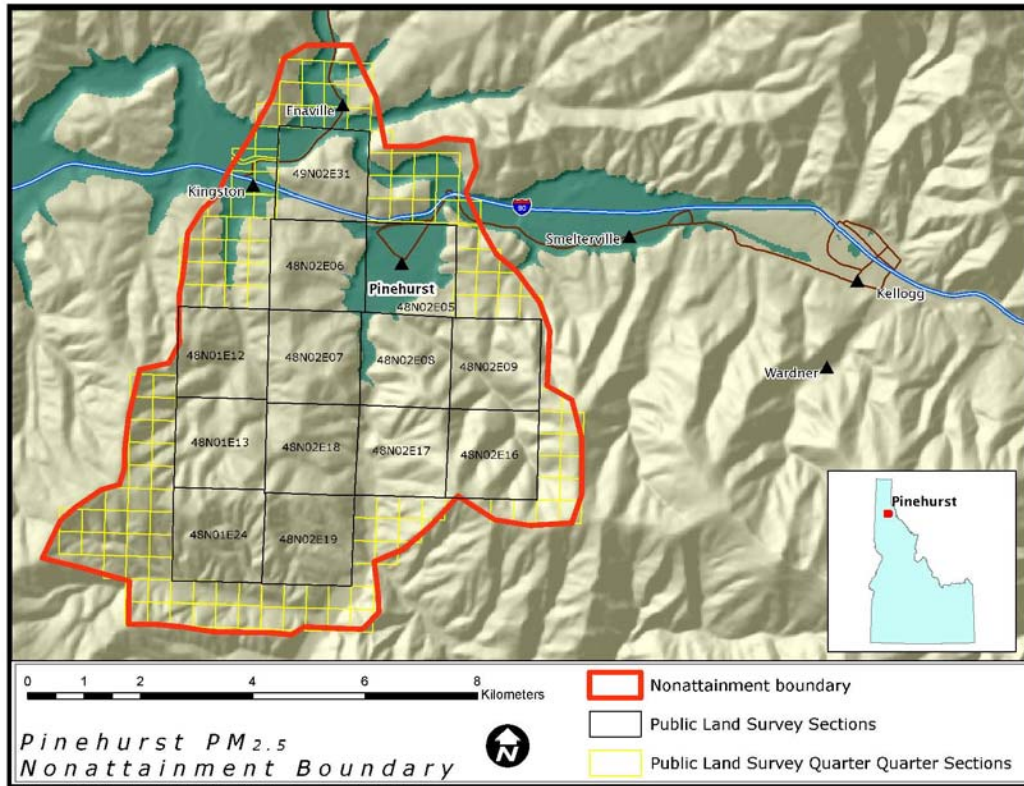 Enaville
49N02E31
Kingston
80
Smelterville
48N02E06
Pinehurst
48N02E05
Kellogg
48N01E12
48N02E07
48N02E08
48N02E09
Wardner
48N01E13
48N02E18
48N02E17
48N02E16
Pinehurst
48N01E24
48N02E19
0 1 2 4 6 8
Kilometers
Nonattainment boundary
Public Land Survey Sections
Public Land Survey Quarter Quarter Sections
Pinehurst PM2.5
Nonattainment Boundary
N